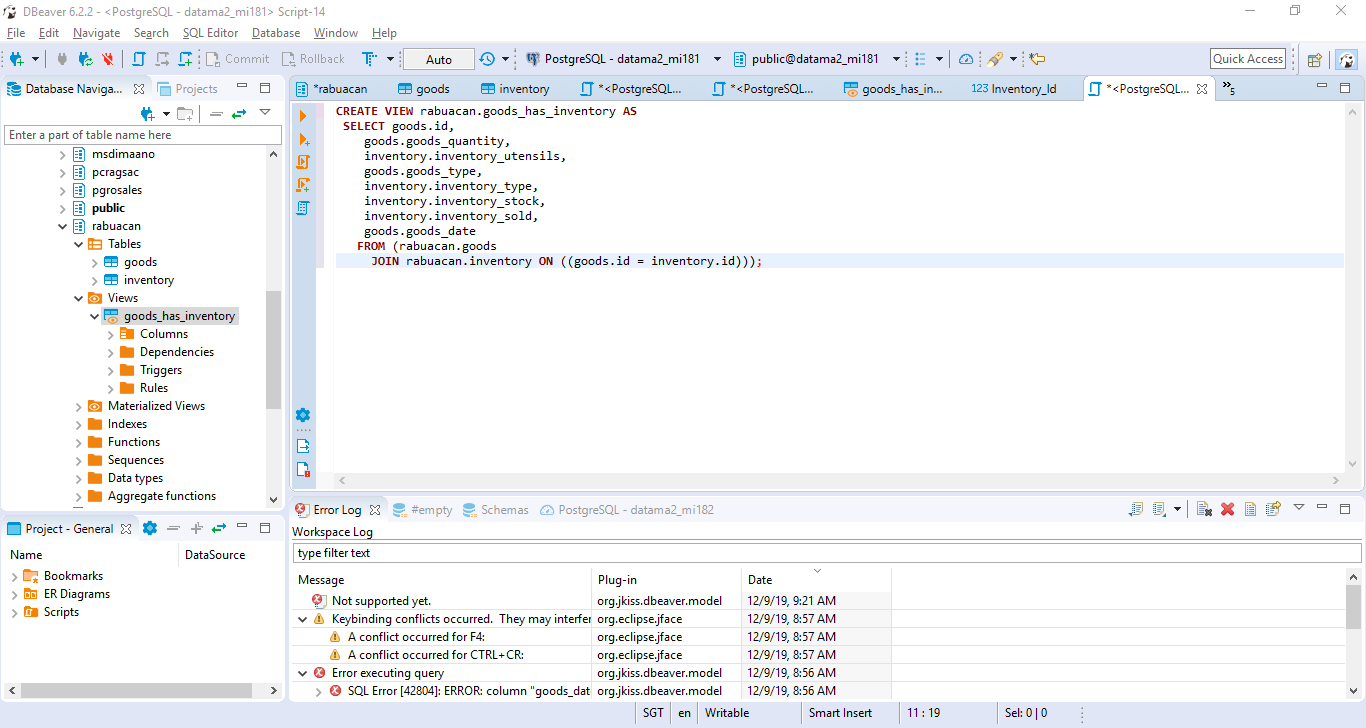 DBeaver 6.2.2 - <PostgreSQL - datama2_mi181> Script-14
File Edit Navigate Search SQL Editor Database Window Help
Commit Rollback Auto PostgreSQL - datama2_mi181 public@datama2_mi181 Quick Access
Database Naviga... Projects
*rabuacan goods inventory *<PostgreSQL... *<PostgreSQL... goods_has_in... 123 Inventory_Id *<PostgreSQL... »5
Enter a part of table name here
msdimaano
pcragsac
pgrosales
public
rabuacan
Tables
goods
inventory
Views
goods_has_inventory
Columns
Dependencies
Triggers
Rules
Materialized Views
Indexes
Functions
Sequences
Data types
Aggregate functions
CREATE VIEW rabuacan.goods_has_inventory AS
SELECT goods.id,
goods.goods_quantity,
inventory.inventory_utensils,
goods.goods_type,
inventory.inventory_type,
inventory.inventory_stock,
inventory.inventory_sold,
goods.goods_date
FROM (rabuacan.goods
JOIN rabuacan.inventory ON ((goods.id = inventory.id)));
Project - General
Name DataSource
Bookmarks
ER Diagrams
Scripts
Error Log #empty Schemas PostgreSQL - datama2_mi182
Workspace Log
type filter text
Message Plug-in Date
Not supported yet. org.jkiss.dbeaver.model 12/9/19, 9:21 AM
Keybinding conflicts occurred. They may interfer org.eclipse.jface 12/9/19, 8:57 AM
A conflict occurred for F4: org.eclipse.jface 12/9/19, 8:57 AM
A conflict occurred for CTRL+CR: org.eclipse.jface 12/9/19, 8:57 AM
Error executing query org.jkiss.dbeaver.model 12/9/19, 8:56 AM
SQL Error [42804]: ERROR: column "goods_dat org.jkiss.dbeaver.model 12/9/19, 8:56 AM
SGT en Writable Smart Insert 11 : 19 Sel: 0 | 0